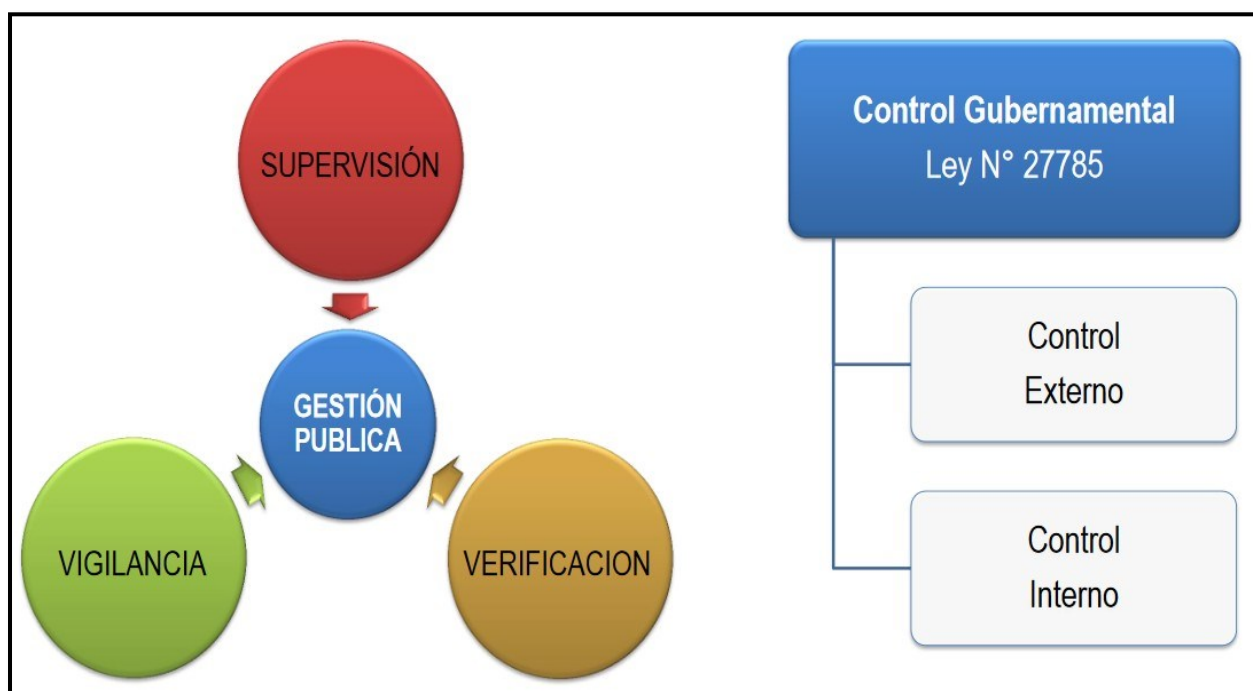 SUPERVISIÓN
GESTIÓN
PUBLICA
VIGILANCIA
VERIFICACION
Control Gubernamental
Ley N° 27785
Control
Externo
Control
Interno